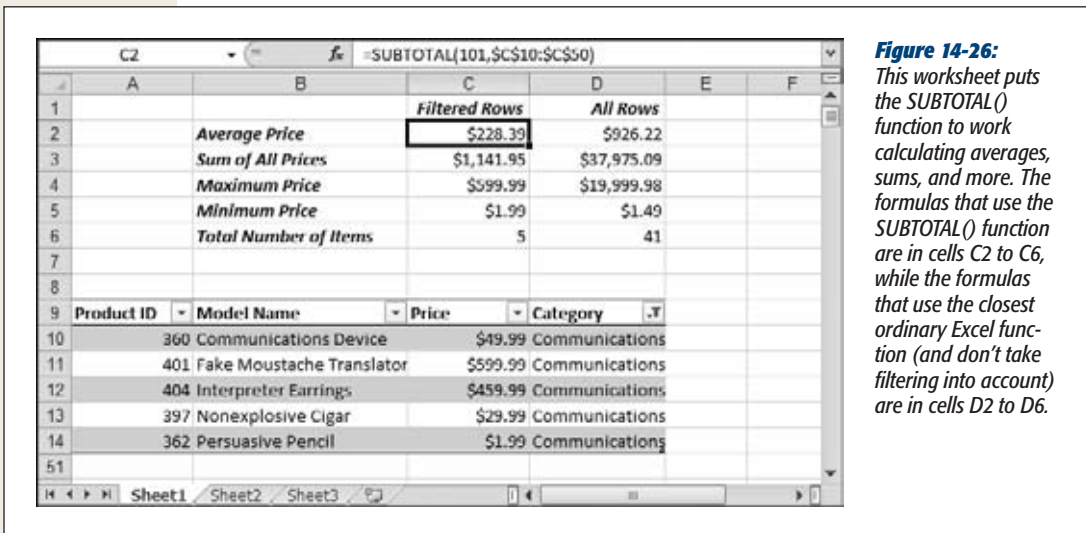 C2 fx =SUBTOTAL(101,$C$10:$C$50)
A B C D E F
1 Filtered Rows All Rows
2 Average Price $228.39 $926.22
3 Sum of All Prices $1,141.95 $37,975.09
4 Maximum Price $599.99 $19,999.98
5 Minimum Price $1.99 $1.49
6 Total Number of Items 5 41
7
8
9 Product ID Model Name Price Category
10 360 Communications Device $49.99 Communications
11 401 Fake Moustache Translator $599.99 Communications
12 404 Interpreter Earrings $459.99 Communications
13 397 Nonexplosive Cigar $29.99 Communications
14 362 Persuasive Pencil $1.99 Communications
51
Sheet1 Sheet2 Sheet3
Figure 14-26:
This worksheet puts
the SUBTOTAL()
function to work
calculating averages,
sums, and more. The
formulas that use the
SUBTOTAL() function
are in cells C2 to C6,
while the formulas
that use the closest
ordinary Excel func-
tion (and don't take
filtering into account)
are in cells D2 to D6.